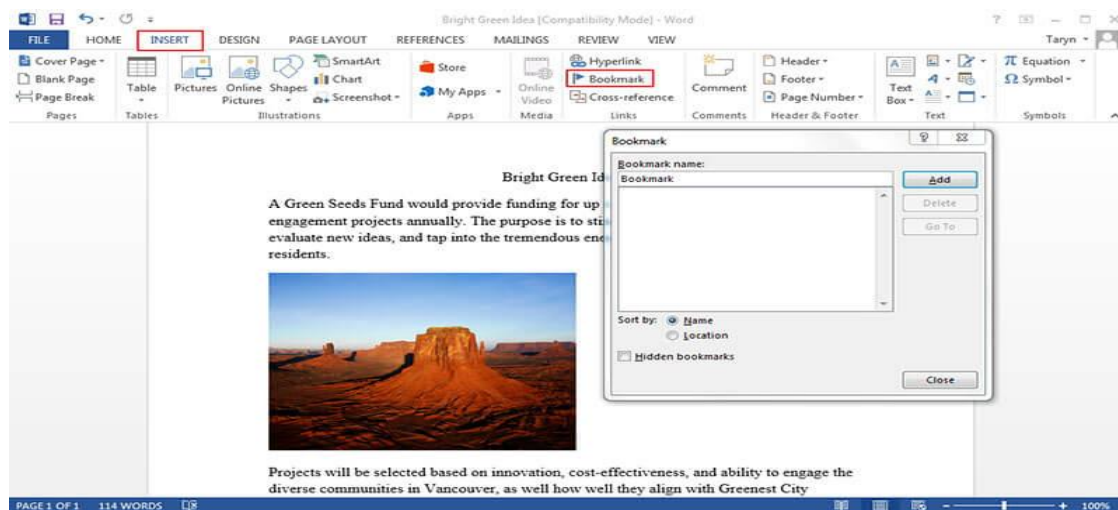 Bright Green Idea [Compatibility Mode] - Word
FILE HOME INSERT DESIGN PAGE LAYOUT REFERENCES MAILINGS REVIEW VIEW Taryn
Cover Page
Blank Page
Page Break
Pages
Table
Tables
Pictures
Online Pictures
Shapes
SmartArt
Chart
Screenshot
Illustrations
Store
My Apps
Apps
Online Video
Media
Hyperlink
Bookmark
Cross-reference
Links
Comment
Comments
Header
Footer
Page Number
Header & Footer
Text Box
Text
π Equation
Ω Symbol
Symbols
Bright Green Id
A Green Seeds Fund would provide funding for up
engagement projects annually. The purpose is to sti
evaluate new ideas, and tap into the tremendous ene
residents.
Bookmark
Bookmark name:
Bookmark
Add
Delete
Go To
Sort by: Name
Location
Hidden bookmarks
Close
Projects will be selected based on innovation, cost-effectiveness, and ability to engage the
diverse communities in Vancouver, as well how well they align with Greenest City
PAGE 1 OF 1 114 WORDS 100%